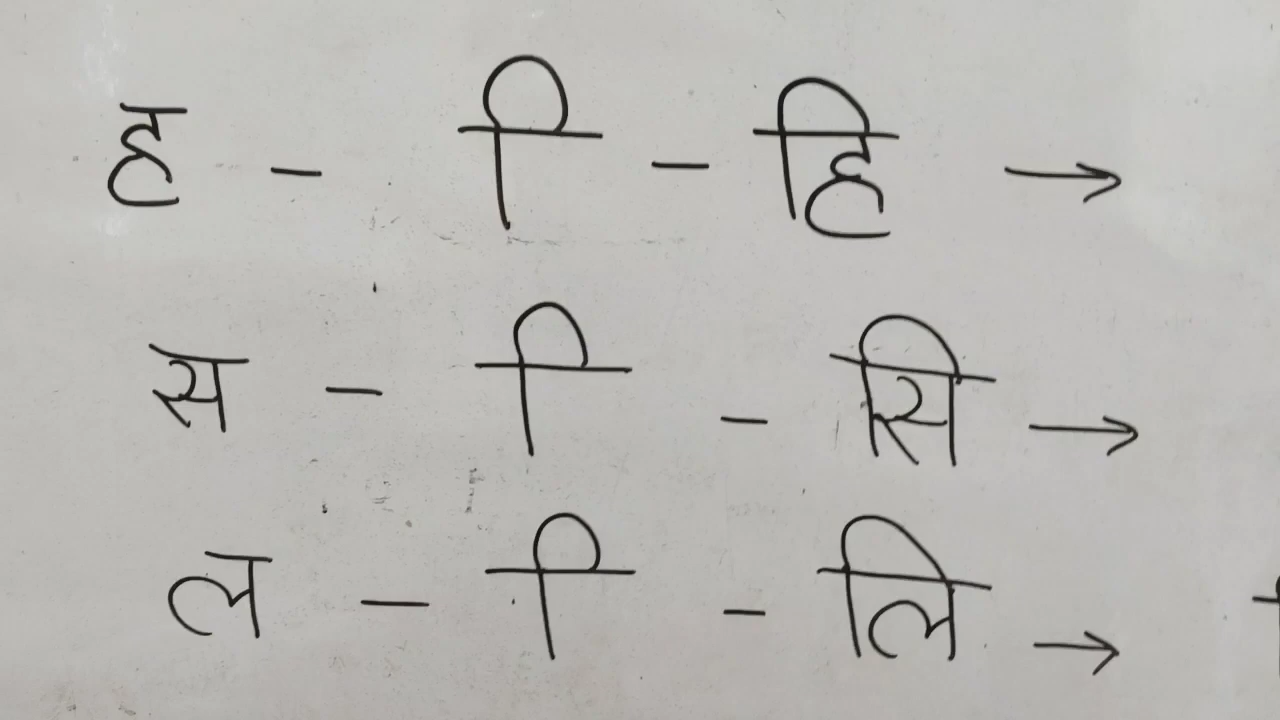 ह - ि - हि →
स - ि - सि →
ल - ि - लि →